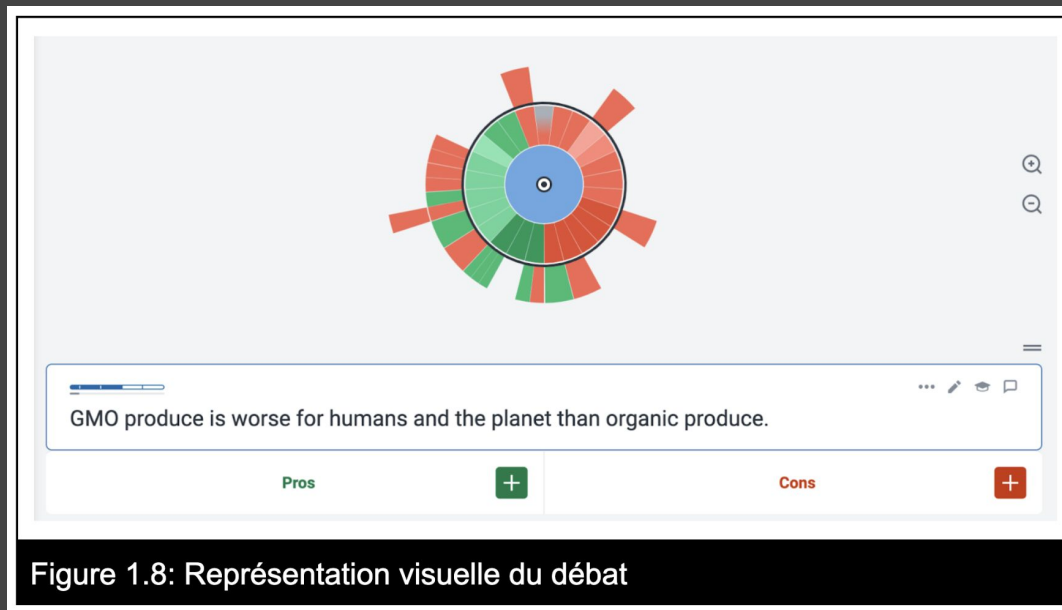 GMO produce is worse for humans and the planet than organic produce.
Pros
Cons
Figure 1.8: Représentation visuelle du débat